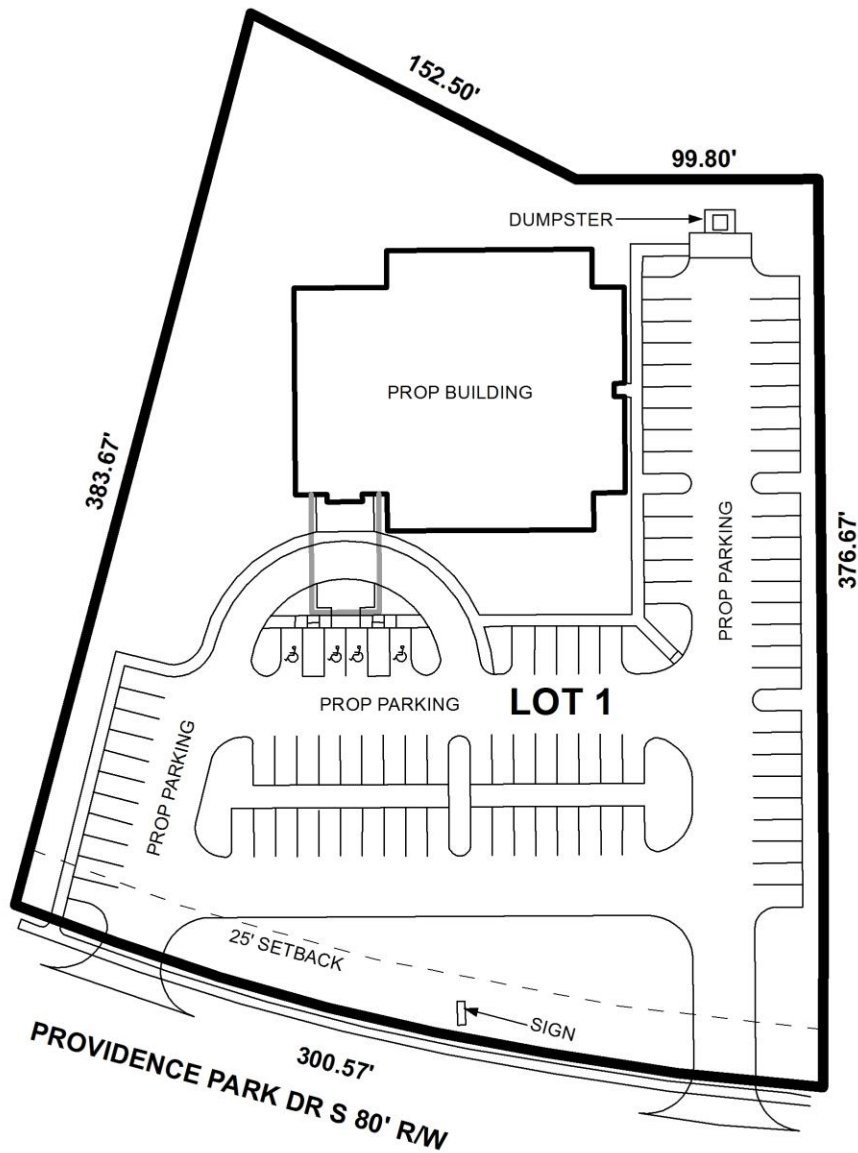 152.50'
99.80'
DUMPSTER
PROP BUILDING
383.67'
376.67'
PROP PARKING
PROP PARKING
LOT 1
PROP PARKING
25' SETBACK
SIGN
300.57'
PROVIDENCE PARK DR S 80' R/W